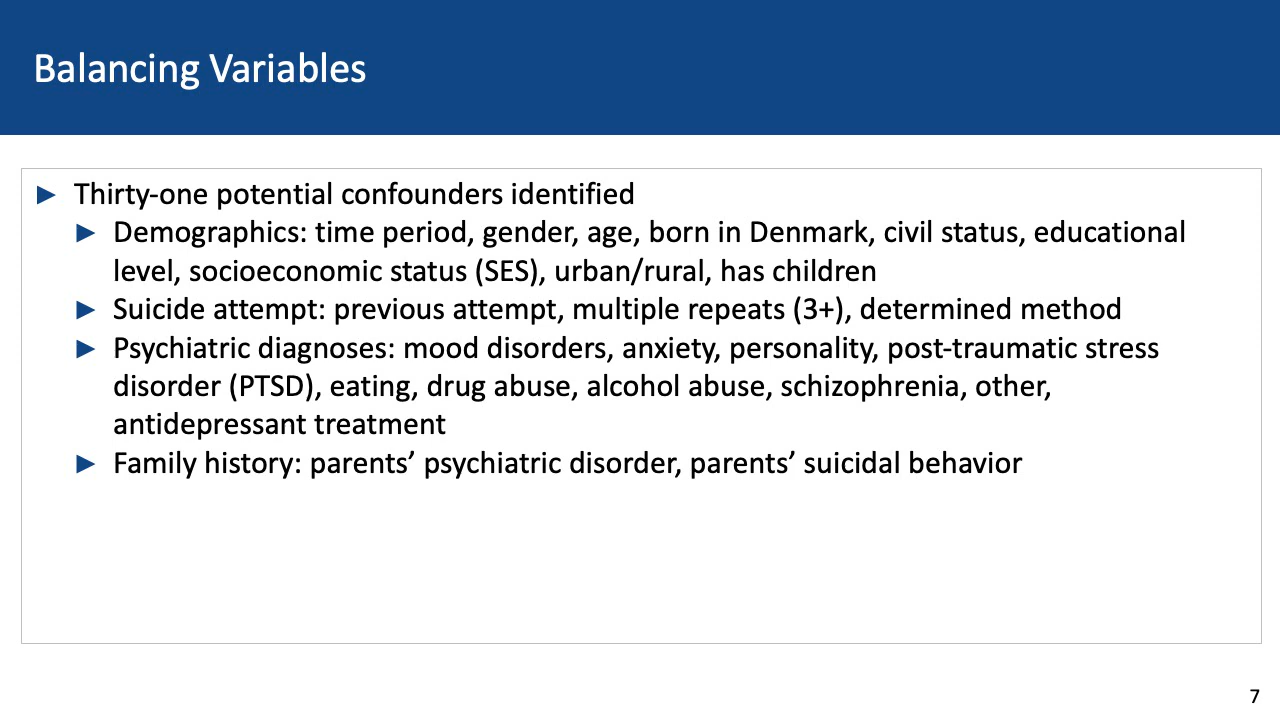 Balancing Variables
► Thirty-one potential confounders identified
► Demographics: time period, gender, age, born in Denmark, civil status, educational
level, socioeconomic status (SES), urban/rural, has children
► Suicide attempt: previous attempt, multiple repeats (3+), determined method
► Psychiatric diagnoses: mood disorders, anxiety, personality, post-traumatic stress
disorder (PTSD), eating, drug abuse, alcohol abuse, schizophrenia, other,
antidepressant treatment
► Family history: parents’ psychiatric disorder, parents’ suicidal behavior
7